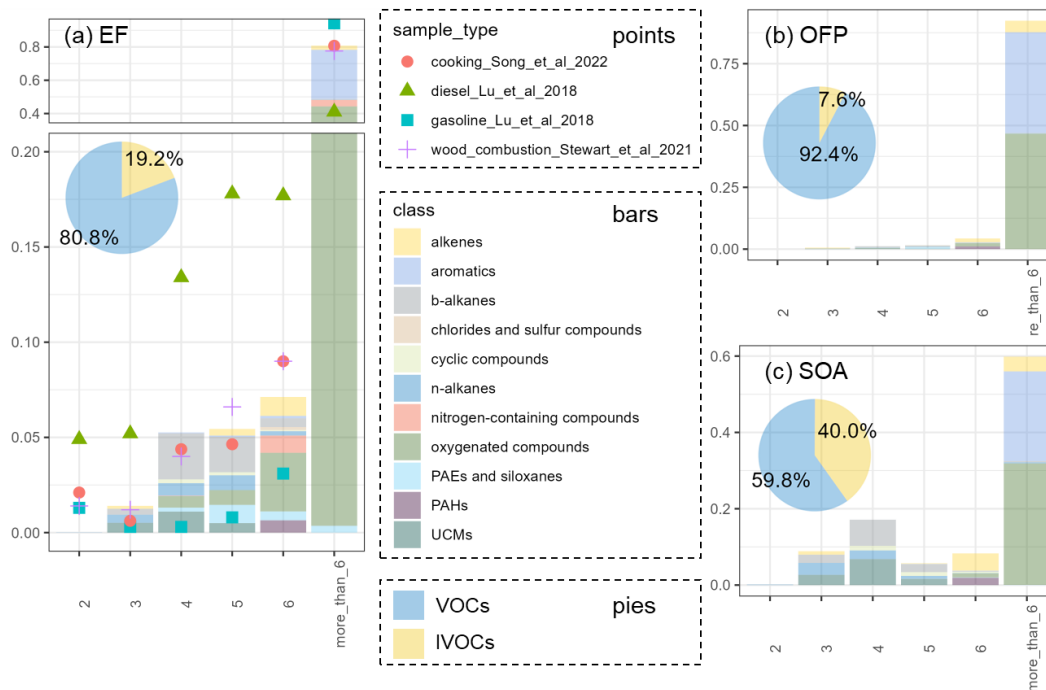 (a) EF
0.8
0.6
0.4
0.20
0.15
0.10
0.05
0.00
19.2%
80.8%
2
3
4
5
6
more_than_6
sample_type
points
cooking_Song_et_al_2022
diesel_Lu_et_al_2018
gasoline_Lu_et_al_2018
wood_combustion_Stewart_et_al_2021
class
bars
alkenes
aromatics
b-alkanes
chlorides and sulfur compounds
cyclic compounds
n-alkanes
nitrogen-containing compounds
oxygenated compounds
PAEs and siloxanes
PAHs
UCMs
VOCs
pies
IVOCs
(b) OFP
0.75
0.50
0.25
0.00
7.6%
92.4%
2
3
4
5
6
re_than_6
(c) SOA
0.6
0.4
0.2
0.0
40.0%
59.8%
2
3
4
5
6
more_than_6